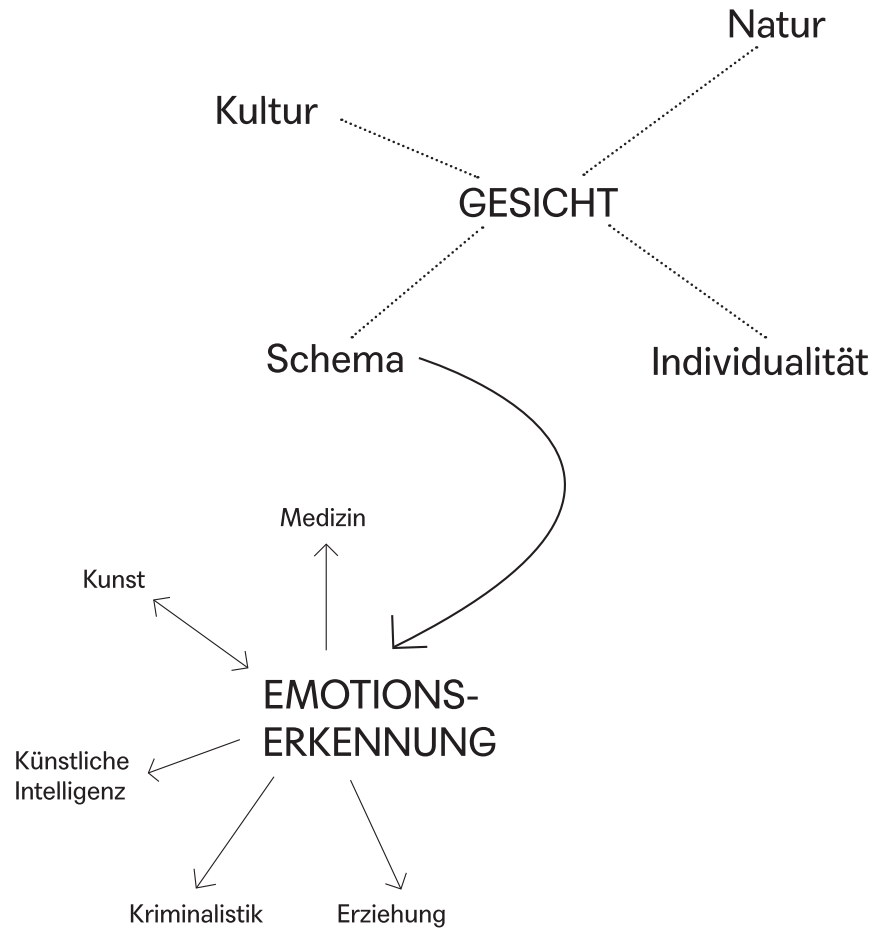 Natur
Kultur
GESICHT
Schema
Individualität
Medizin
Kunst
EMOTIONS-
ERKENNUNG
Künstliche
Intelligenz
Kriminalistik
Erziehung